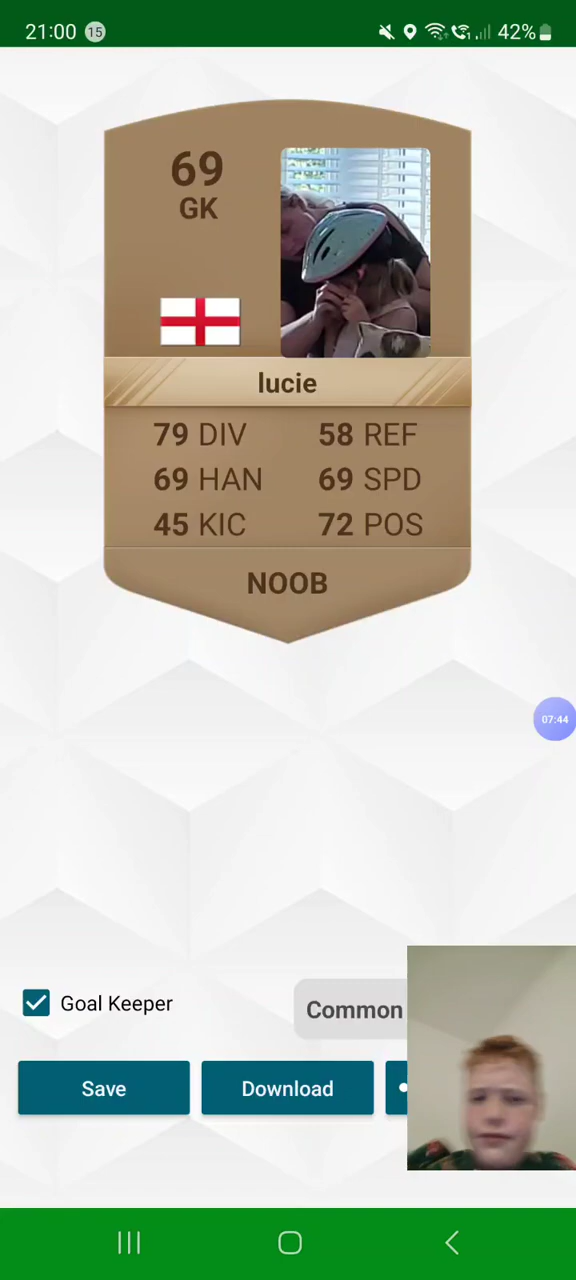 21:00 15 42%
69
GK
lucie
79 DIV 58 REF
69 HAN 69 SPD
45 KIC 72 POS
NOOB
07:44
Goal Keeper Common
Save Download